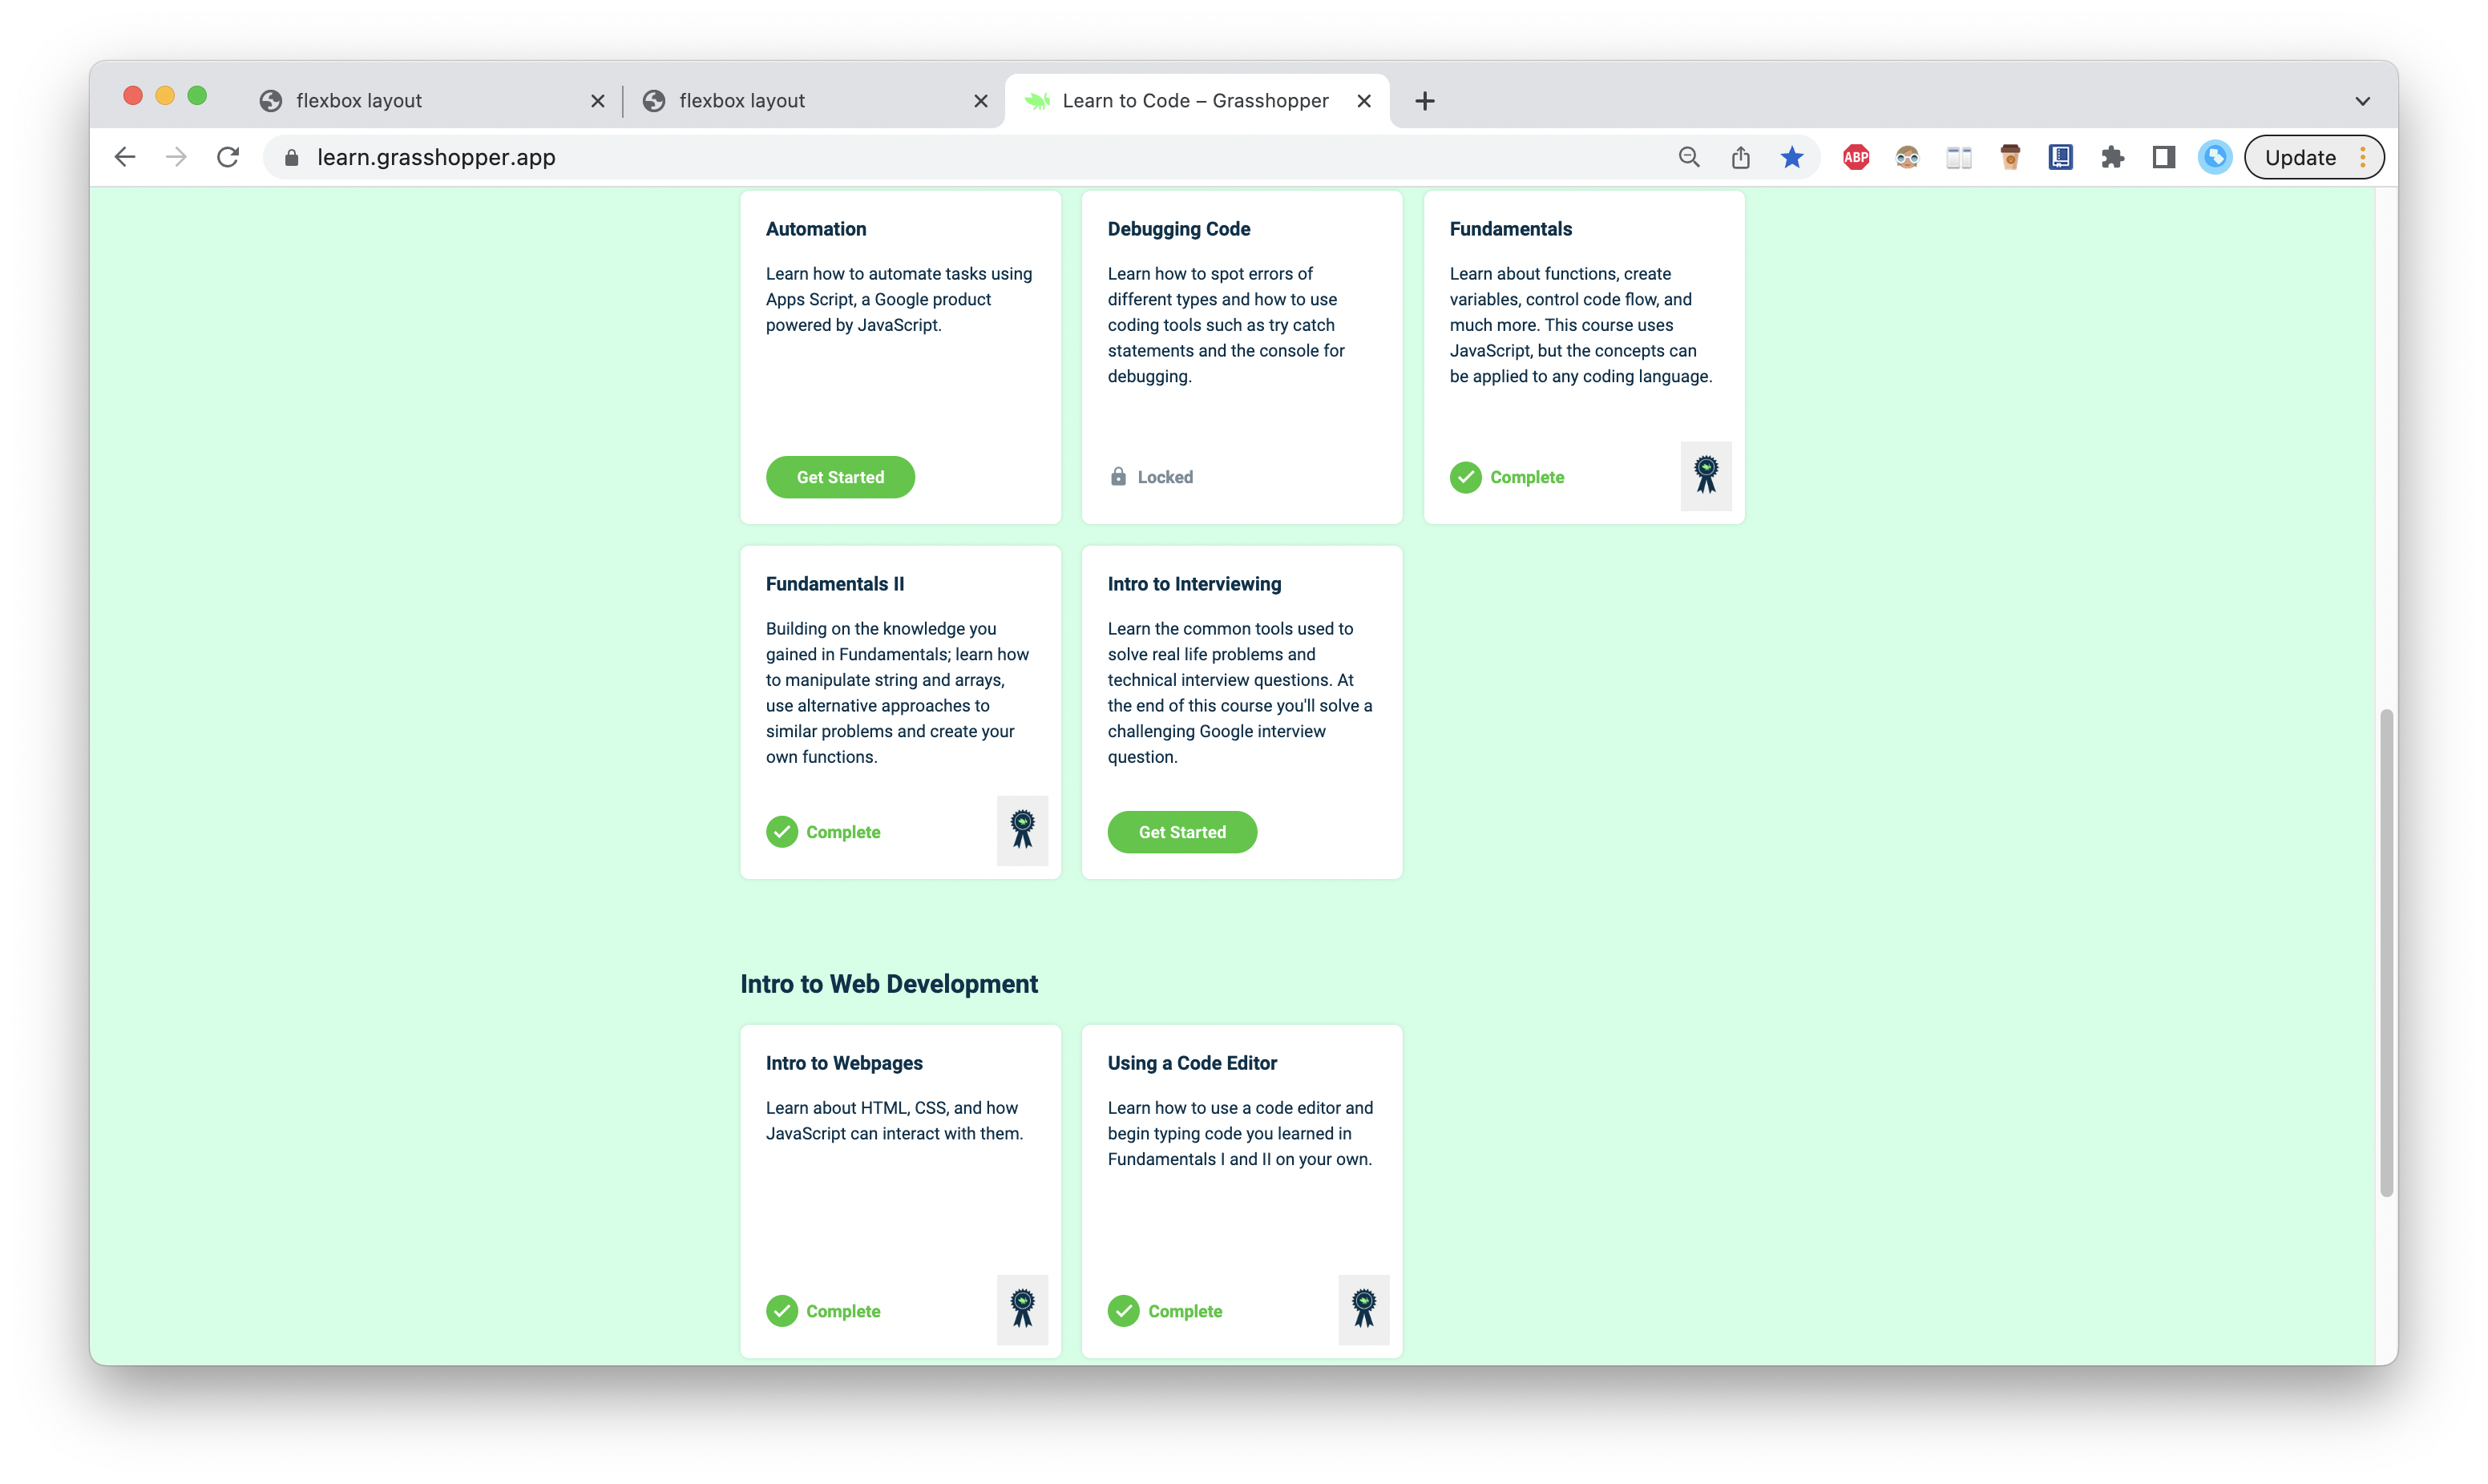 flexbox layout
flexbox layout
Learn to Code – Grasshopper
learn.grasshopper.app
ABP
Update
Automation
Learn how to automate tasks using
Apps Script, a Google product
powered by JavaScript.
Get Started
Debugging Code
Learn how to spot errors of
different types and how to use
coding tools such as try catch
statements and the console for
debugging.
Locked
Fundamentals
Learn about functions, create
variables, control code flow, and
much more. This course uses
JavaScript, but the concepts can
be applied to any coding language.
Complete
Fundamentals II
Building on the knowledge you
gained in Fundamentals; learn how
to manipulate string and arrays,
use alternative approaches to
similar problems and create your
own functions.
Complete
Intro to Interviewing
Learn the common tools used to
solve real life problems and
technical interview questions. At
the end of this course you'll solve a
challenging Google interview
question.
Get Started
Intro to Web Development
Intro to Webpages
Learn about HTML, CSS, and how
JavaScript can interact with them.
Complete
Using a Code Editor
Learn how to use a code editor and
begin typing code you learned in
Fundamentals I and II on your own.
Complete